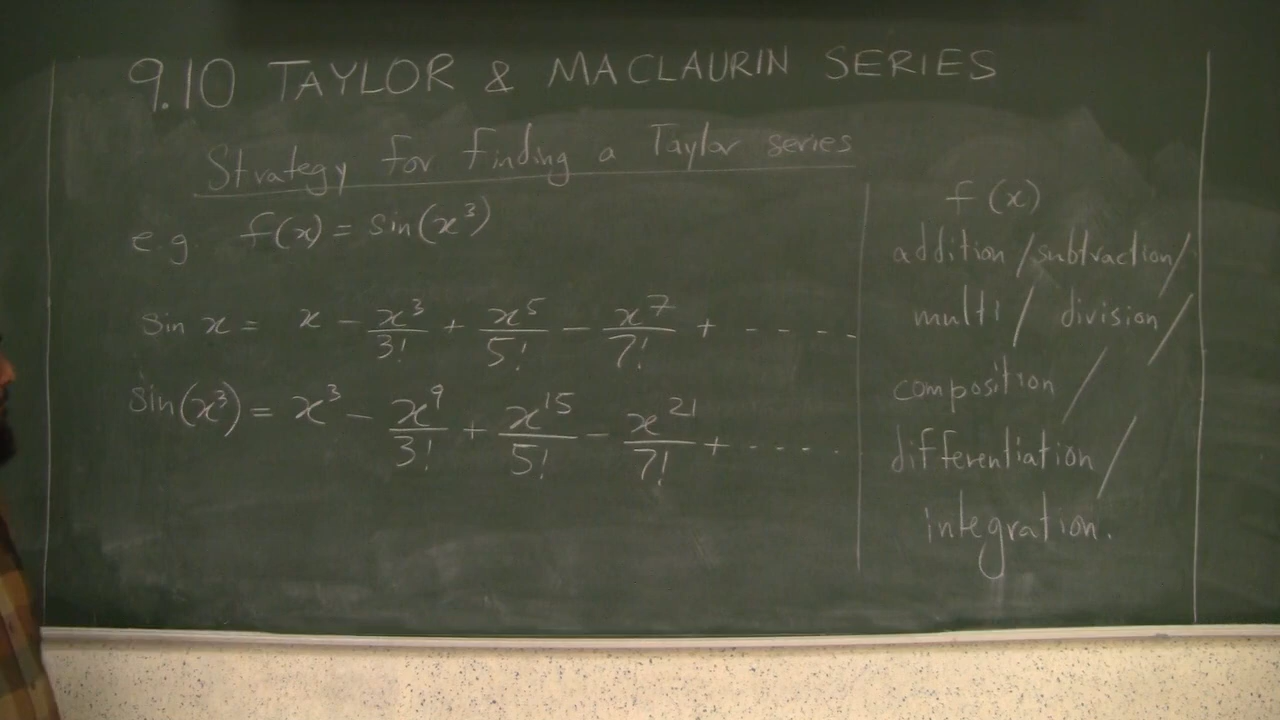 9.10 TAYLOR & MACLAURIN SERIES
Strategy for finding a Taylor series
e.g. f(x) = sin(x³)
sin x = x - x³/3! + x⁵/5! - x⁷/7! + - - - - -
sin(x³) = x³ - x⁹/3! + x¹⁵/5! - x²¹/7! + - - - - .
f(x)
addition / subtraction /
multi / division /
composition /
differentiation /
integration.